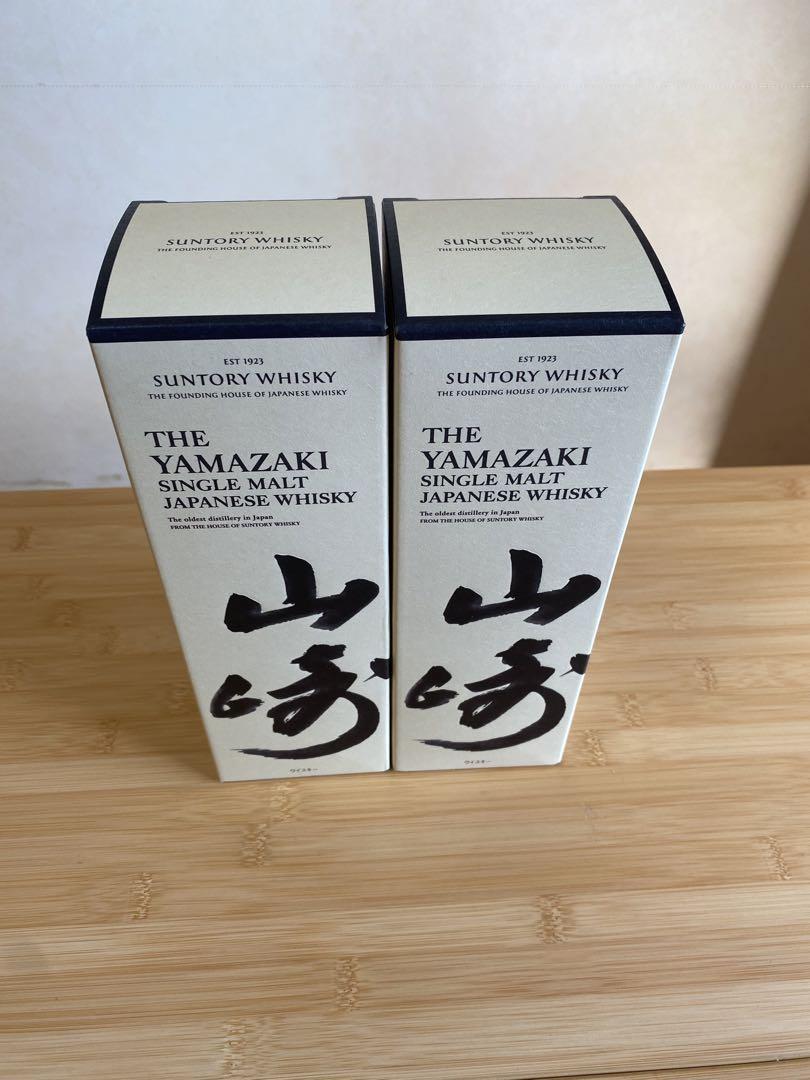 EST 1923
SUNTORY WHISKY
THE FOUNDING HOUSE OF JAPANESE WHISKY
EST 1923
SUNTORY WHISKY
THE FOUNDING HOUSE OF JAPANESE WHISKY
THE
YAMAZAKI
SINGLE MALT
JAPANESE WHISKY
The oldest distillery in Japan
FROM THE HOUSE OF SUNTORY WHISKY
山
崎
ウイスキー
EST 1923
SUNTORY WHISKY
THE FOUNDING HOUSE OF JAPANESE WHISKY
EST 1923
SUNTORY WHISKY
THE FOUNDING HOUSE OF JAPANESE WHISKY
THE
YAMAZAKI
SINGLE MALT
JAPANESE WHISKY
The oldest distillery in Japan
FROM THE HOUSE OF SUNTORY WHISKY
山
崎
ウイスキー